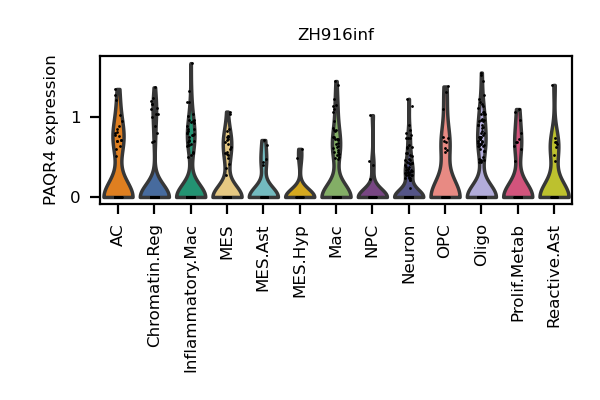 ZH916inf
PAQR4 expression
1
0
AC
Chromatin.Reg
Inflammatory.Mac
MES
MES.Ast
MES.Hyp
Mac
NPC
Neuron
OPC
Oligo
Prolif.Metab
Reactive.Ast